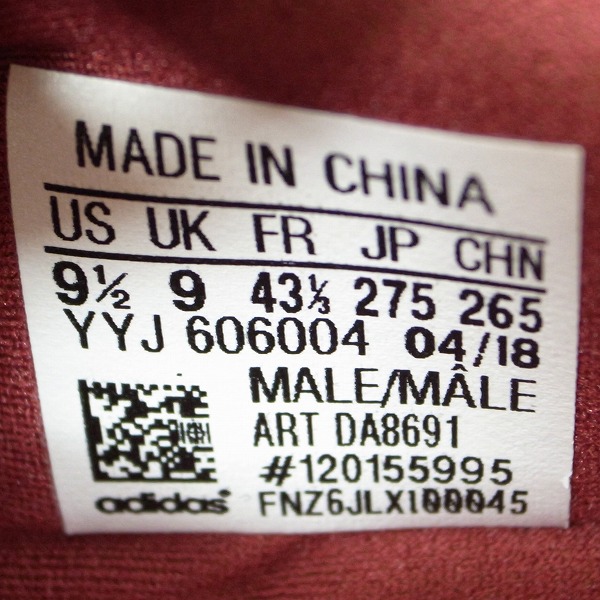 MADE IN CHINA
US UK FR JP CHN
9½ 9 43⅓ 275 265
YYJ 606004 04/18
MALE/MÂLE
ART DA8691
#120155995
adidas FNZ6JLX100045